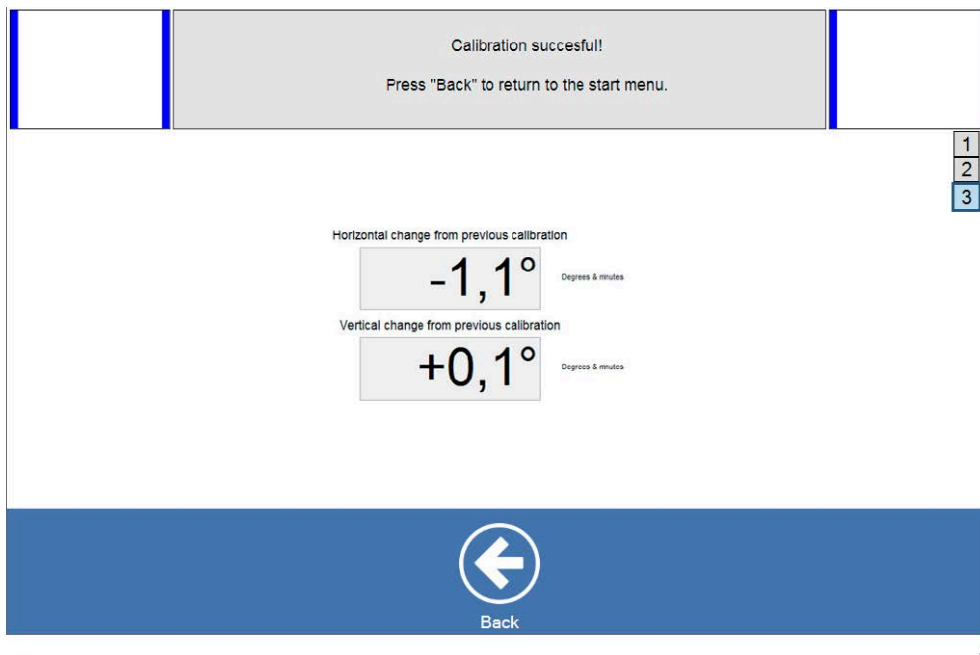 Calibration succesful!
Press "Back" to return to the start menu.
1
2
3
Horizontal change from previous calibration
-1,1° Degrees & minutes
Vertical change from previous calibration
+0,1° Degrees & minutes
Back